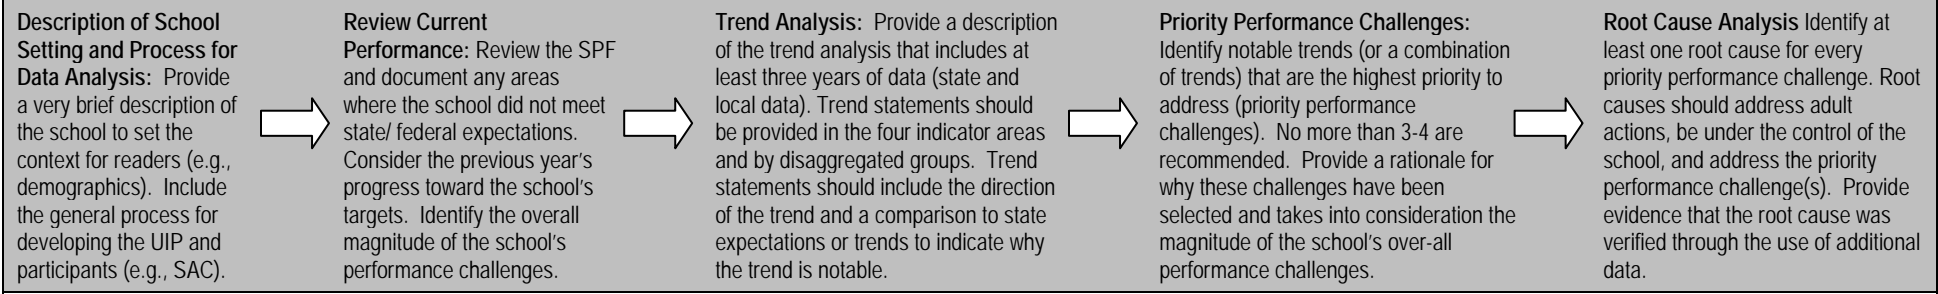 Description of School
Setting and Process for
Data Analysis: Provide
a very brief description of
the school to set the
context for readers (e.g.,
demographics). Include
the general process for
developing the UIP and
participants (e.g., SAC).
Review Current
Performance: Review the SPF
and document any areas
where the school did not meet
state/ federal expectations.
Consider the previous year's
progress toward the school's
targets. Identify the overall
magnitude of the school's
performance challenges.
Trend Analysis: Provide a description
of the trend analysis that includes at
least three years of data (state and
local data). Trend statements should
be provided in the four indicator areas
and by disaggregated groups. Trend
statements should include the direction
of the trend and a comparison to state
expectations or trends to indicate why
the trend is notable.
Priority Performance Challenges:
Identify notable trends (or a combination
of trends) that are the highest priority to
address (priority performance
challenges). No more than 3-4 are
recommended. Provide a rationale for
why these challenges have been
selected and takes into consideration the
magnitude of the school's over-all
performance challenges.
Root Cause Analysis Identify at
least one root cause for every
priority performance challenge. Root
causes should address adult
actions, be under the control of the
school, and address the priority
performance challenge(s). Provide
evidence that the root cause was
verified through the use of additional
data.